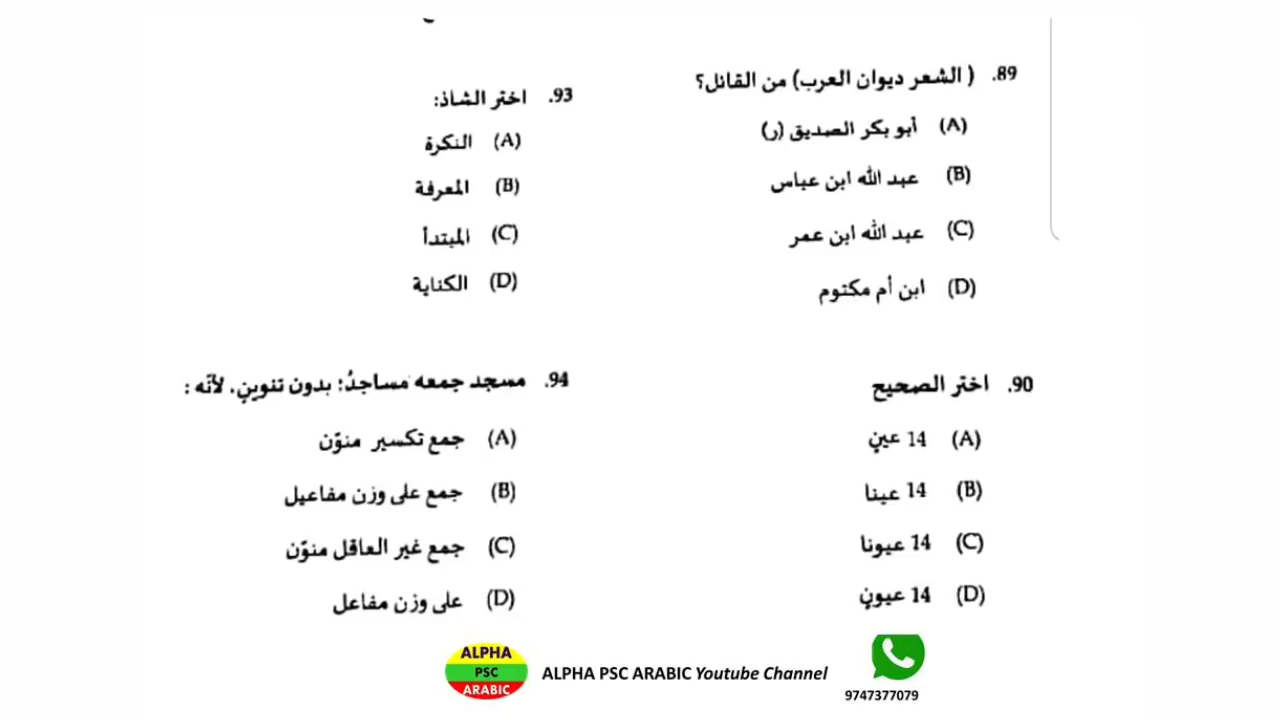 89. ( الشعر ديوان العرب) من القائل؟
(A) أبو بكر الصديق (ر)
(B) عبد الله ابن عباس
(C) عبد الله ابن عمر
(D) ابن أم مكتوم
90. اختر الصحيح
(A) 14 عينٍ
(B) 14 عينا
(C) 14 عيونا
(D) 14 عيونٍ
93. اختر الشاذ:
(A) النكرة
(B) المعرفة
(C) المبتدأ
(D) الكناية
94. مسجد جمعه مساجدُ؛ بدون تنوينٍ. لأنّه :
(A) جمع تكسير منوّن
(B) جمع على وزن مفاعيل
(C) جمع غير العاقل منوّن
(D) على وزن مفاعل
ALPHA
PSC
ARABIC
ALPHA PSC ARABIC Youtube Channel
9747377079